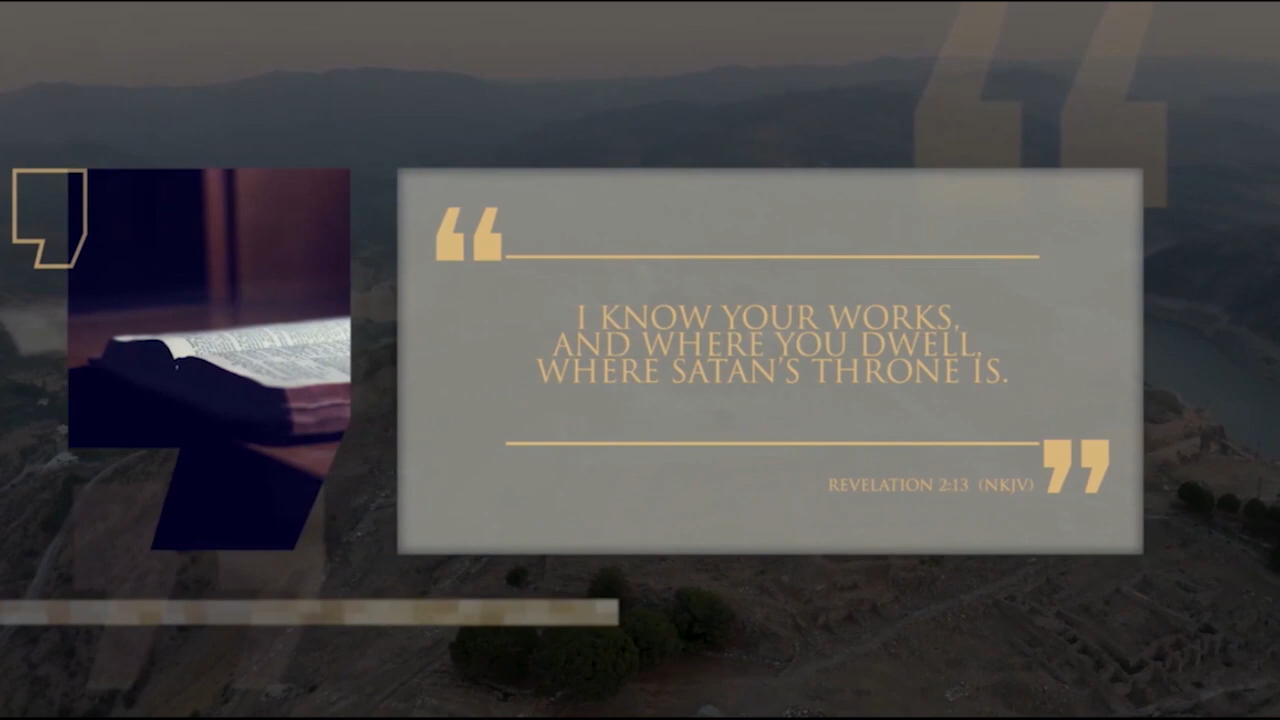 I KNOW YOUR WORKS,
AND WHERE YOU DWELL,
WHERE SATAN'S THRONE IS.
REVELATION 2:13 (NKJV)